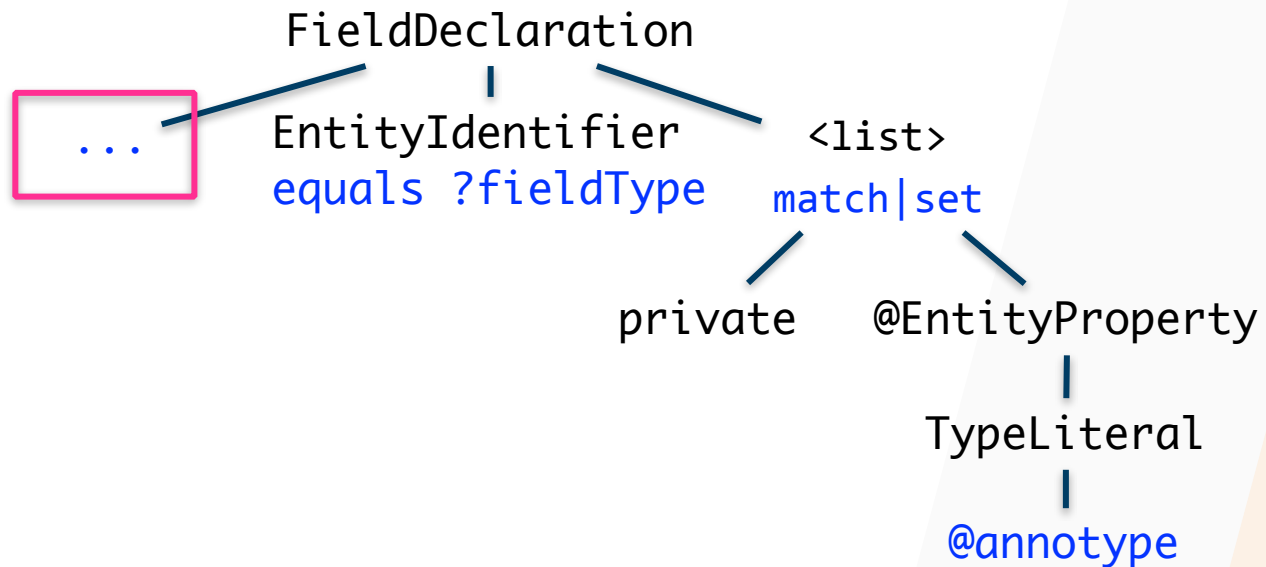 FieldDeclaration
...
EntityIdentifier
equals ?fieldType
<list>
match|set
private
@EntityProperty
TypeLiteral
@annotype